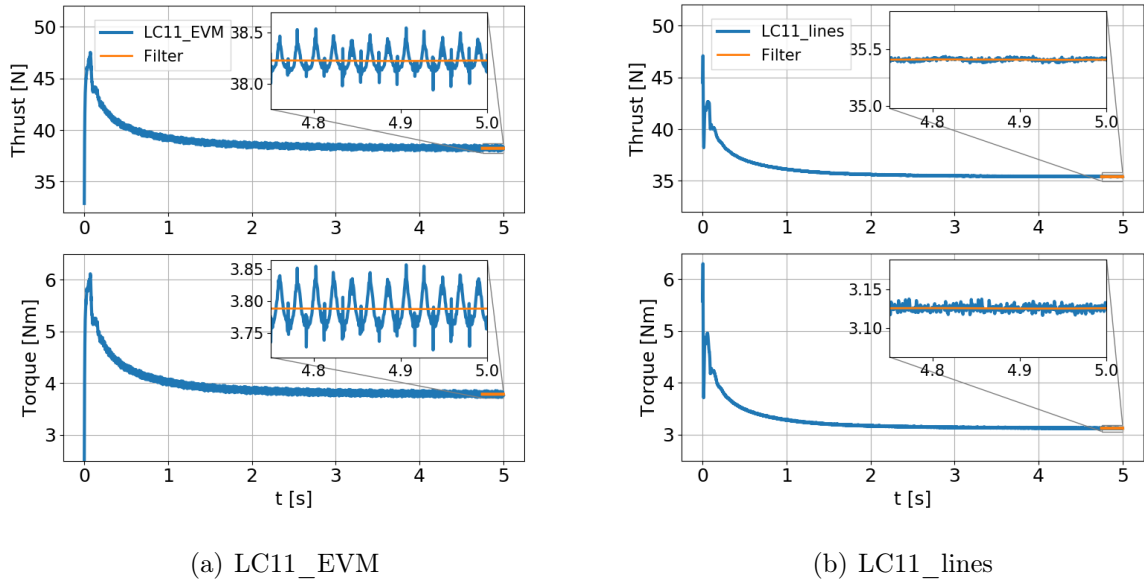 50
45
40
35
Thrust [N]
LC11_EVM
Filter
38.5
38.0
4.8 4.9 5.0
0 1 2 3 4 5
6
5
4
3
Torque [Nm]
3.85
3.80
3.75
4.8 4.9 5.0
0 1 2 3 4 5
t [s]
(a) LC11_EVM
50
45
40
35
Thrust [N]
LC11_lines
Filter
35.5
35.0
4.8 4.9 5.0
0 1 2 3 4 5
6
5
4
3
Torque [Nm]
3.15
3.10
4.8 4.9 5.0
0 1 2 3 4 5
t [s]
(b) LC11_lines